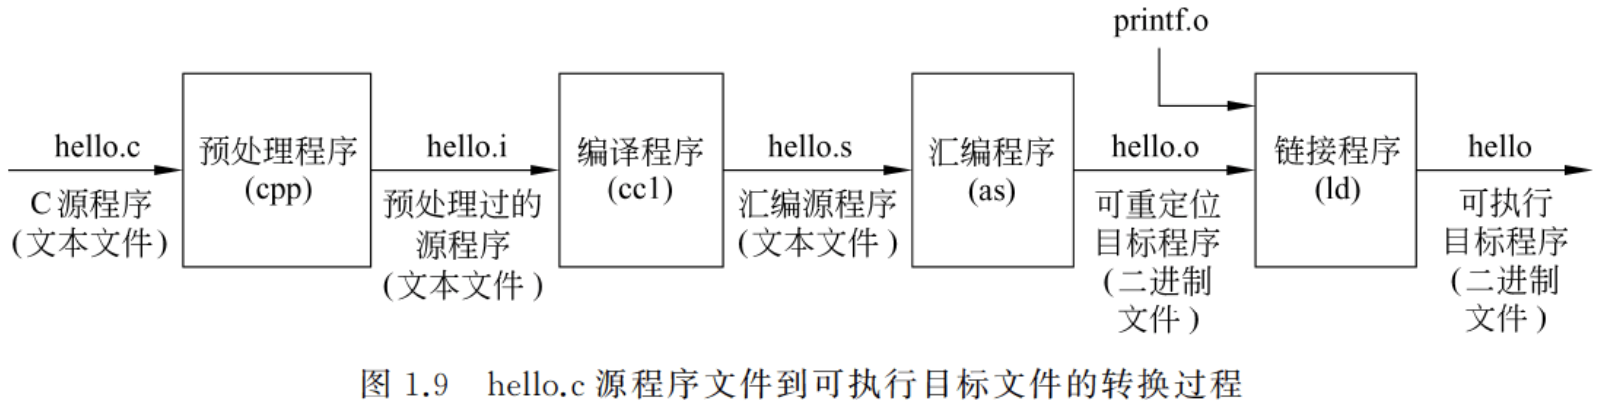 printf.o
hello.c
C源程序
(文本文件)
预处理程序
(cpp)
hello.i
预处理过的
源程序
(文本文件)
编译程序
(cc1)
hello.s
汇编源程序
(文本文件)
汇编程序
(as)
hello.o
可重定位
目标程序
(二进制
文件)
链接程序
(ld)
hello
可执行
目标程序
(二进制
文件)
图 1.9 hello.c 源程序文件到可执行目标文件的转换过程